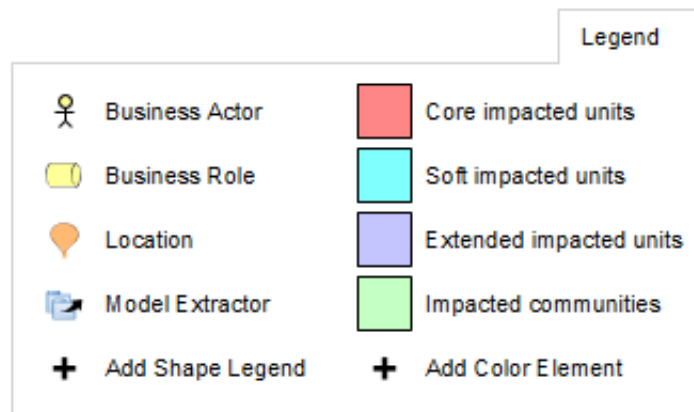 Legend
Business Actor
Core impacted units
Business Role
Soft impacted units
Location
Extended impacted units
Model Extractor
Impacted communities
Add Shape Legend
Add Color Element